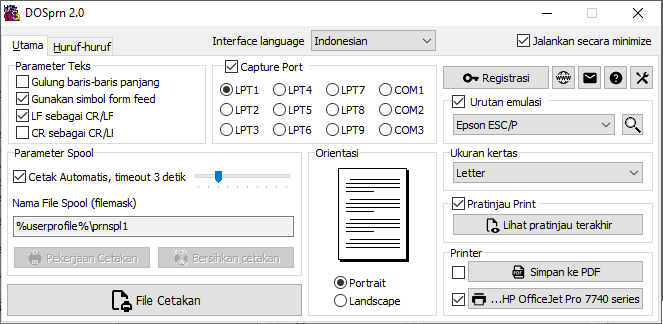 DOSprn 2.0
Utama
Huruf-huruf
Interface language
Indonesian
Jalankan secara minimize
Parameter Teks
Gulung baris-baris panjang
Gunakan simbol form feed
LF sebagai CR/LF
CR sebagai CR/LF
Capture Port
LPT1 LPT4 LPT7 COM1
LPT2 LPT5 LPT8 COM2
LPT3 LPT6 LPT9 COM3
Registrasi
WWW
?
Urutan emulasi
Epson ESC/P
Parameter Spool
Cetak Automatis, timeout 3 detik
Nama File Spool (filemask)
%userprofile%\prnspl1
Pekerjaan Cetakan
Bersihkan cetakan
File Cetakan
Orientasi
Portrait
Landscape
Ukuran kertas
Letter
Pratinjau Print
Lihat pratinjau terakhir
Printer
Simpan ke PDF
...HP OfficeJet Pro 7740 series